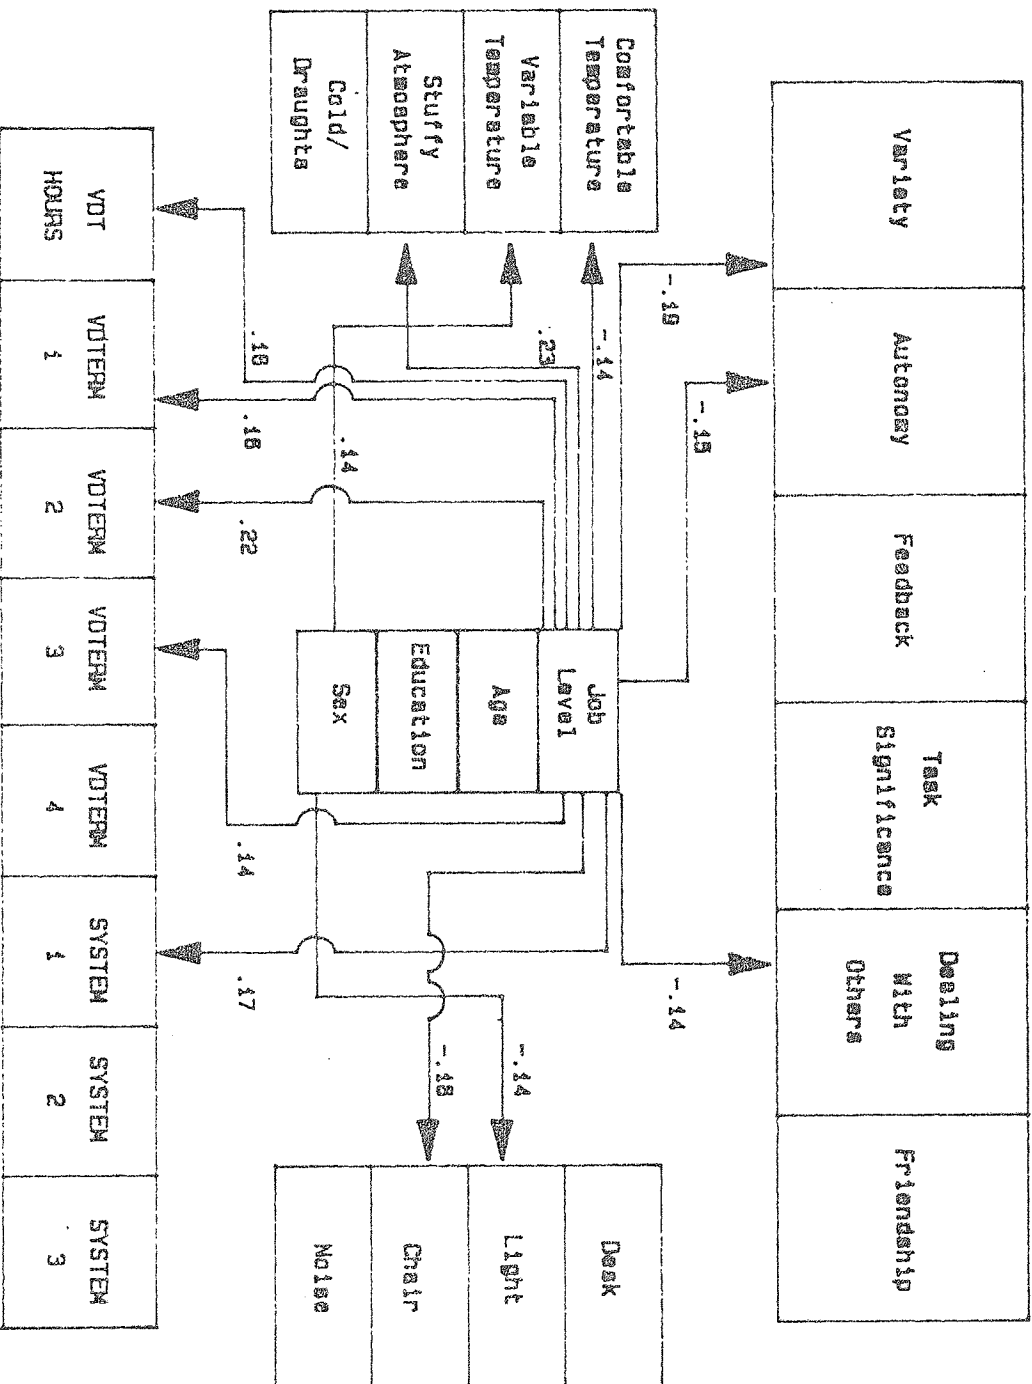 Variety
Autonomy
Feedback
Task
Significance
Dealing
With
Others
Friendship
-.19
-.15
-.14
Comfortable
Temperature
Variable
Temperature
Stuffy
Atmosphere
Cold/
Draughts
-.14
.23
.14
Job
Level
Age
Education
Sex
-.14
-.18
Desk
Light
Chair
Noise
.18
.16
.22
.14
.17
VDT
HOURS
VDTERM
1
VDTERM
2
VDTERM
3
VDTERM
4
SYSTEM
1
SYSTEM
2
SYSTEM
3